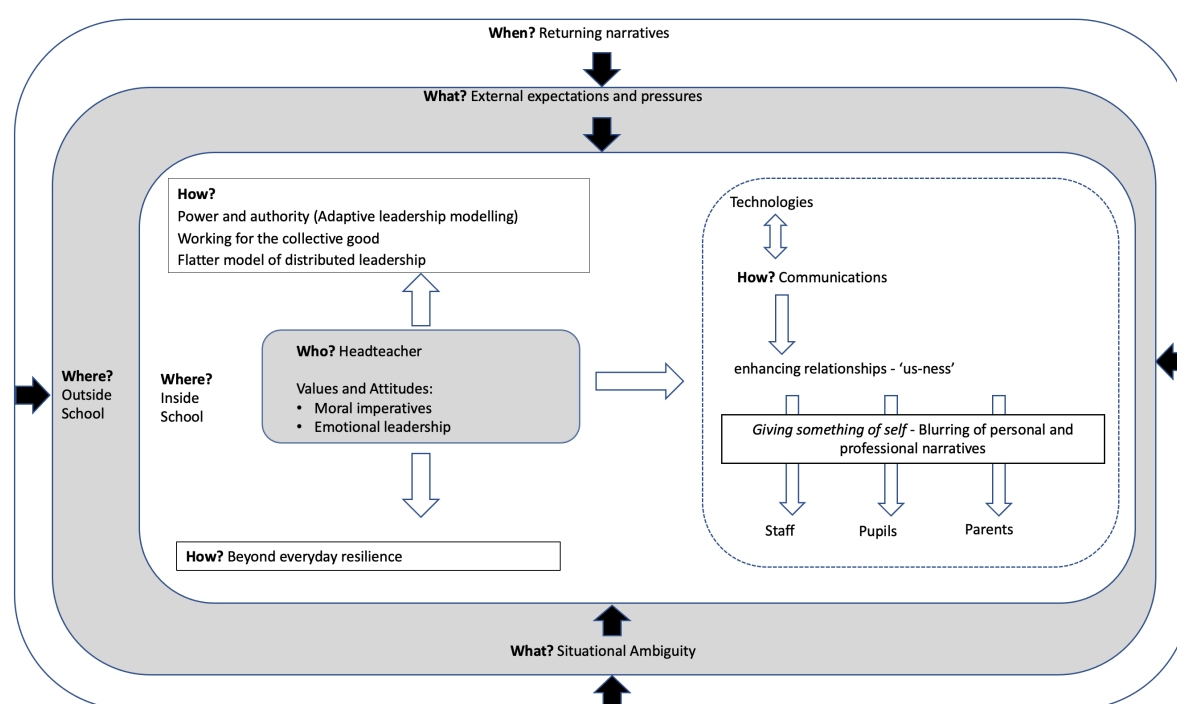 When? Returning narratives
What? External expectations and pressures
How?
Power and authority (Adaptive leadership modelling)
Working for the collective good
Flatter model of distributed leadership
Technologies
How? Communications
enhancing relationships - ‘us-ness’
Giving something of self - Blurring of personal and
professional narratives
Staff
Pupils
Parents
Where?
Outside
School
Where?
Inside
School
Who? Headteacher
Values and Attitudes:
• Moral imperatives
• Emotional leadership
How? Beyond everyday resilience
What? Situational Ambiguity